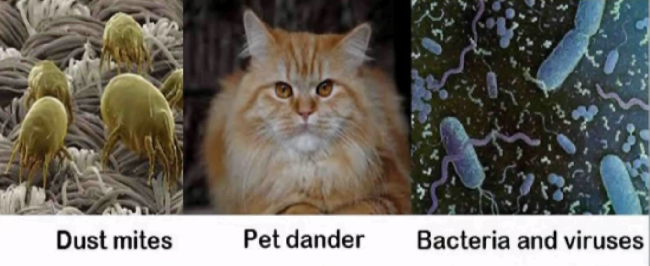 Dust mites Pet dander Bacteria and viruses